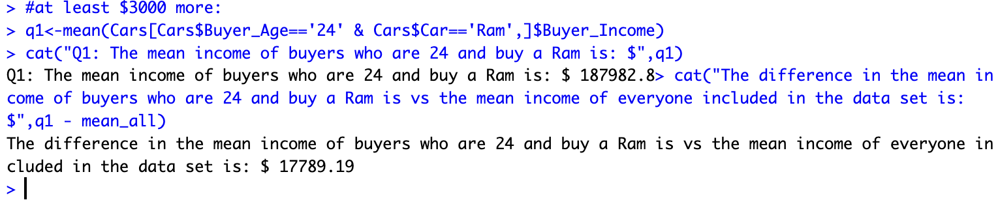 > #at least $3000 more:
> q1<-mean(Cars[Cars$Buyer_Age=='24' & Cars$Car=='Ram',]$Buyer_Income)
> cat("Q1: The mean income of buyers who are 24 and buy a Ram is: $",q1)
Q1: The mean income of buyers who are 24 and buy a Ram is: $ 187982.8> cat("The difference in the mean in
come of buyers who are 24 and buy a Ram is vs the mean income of everyone included in the data set is:
$",q1 - mean_all)
The difference in the mean income of buyers who are 24 and buy a Ram is vs the mean income of everyone in
cluded in the data set is: $ 17789.19
>